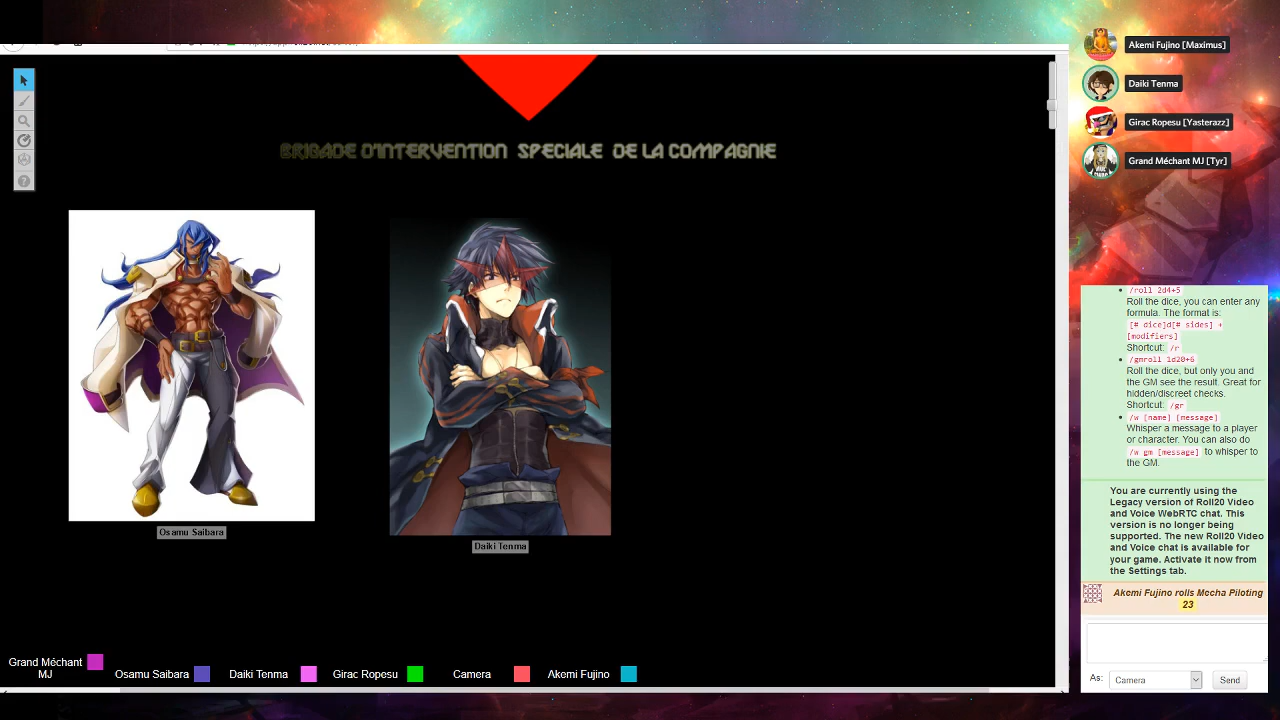 Akemi Fujino [Maximus]
Daiki Tenma
Girac Ropesu [Yasterazz]
Grand Méchant MJ [Tyr]
BRIGADE D'INTERVENTION SPECIALE DE LA COMPAGNIE
Osamu Saibara
Daiki Tenma
Grand Méchant
MJ
Osamu Saibara
Daiki Tenma
Girac Ropesu
Camera
Akemi Fujino
/roll 2d4+5
Roll the dice, you can enter any
formula. The format is:
[# dice]d[# sides] +
[modifiers]
Shortcut: /r
/gmroll 1d20+6
Roll the dice, but only you and
the GM see the result. Great for
hidden/discreet checks.
Shortcut: /gr
/w [name] [message]
Whisper a message to a player
or character. You can also do
/w gm [message] to whisper to
the GM.
You are currently using the
Legacy version of Roll20 Video
and Voice WebRTC chat. This
version is no longer being
supported. The new Roll20 Video
and Voice chat is available for
your game. Activate it now from
the Settings tab.
Akemi Fujino rolls Mecha Piloting
23
As:
Camera
Send